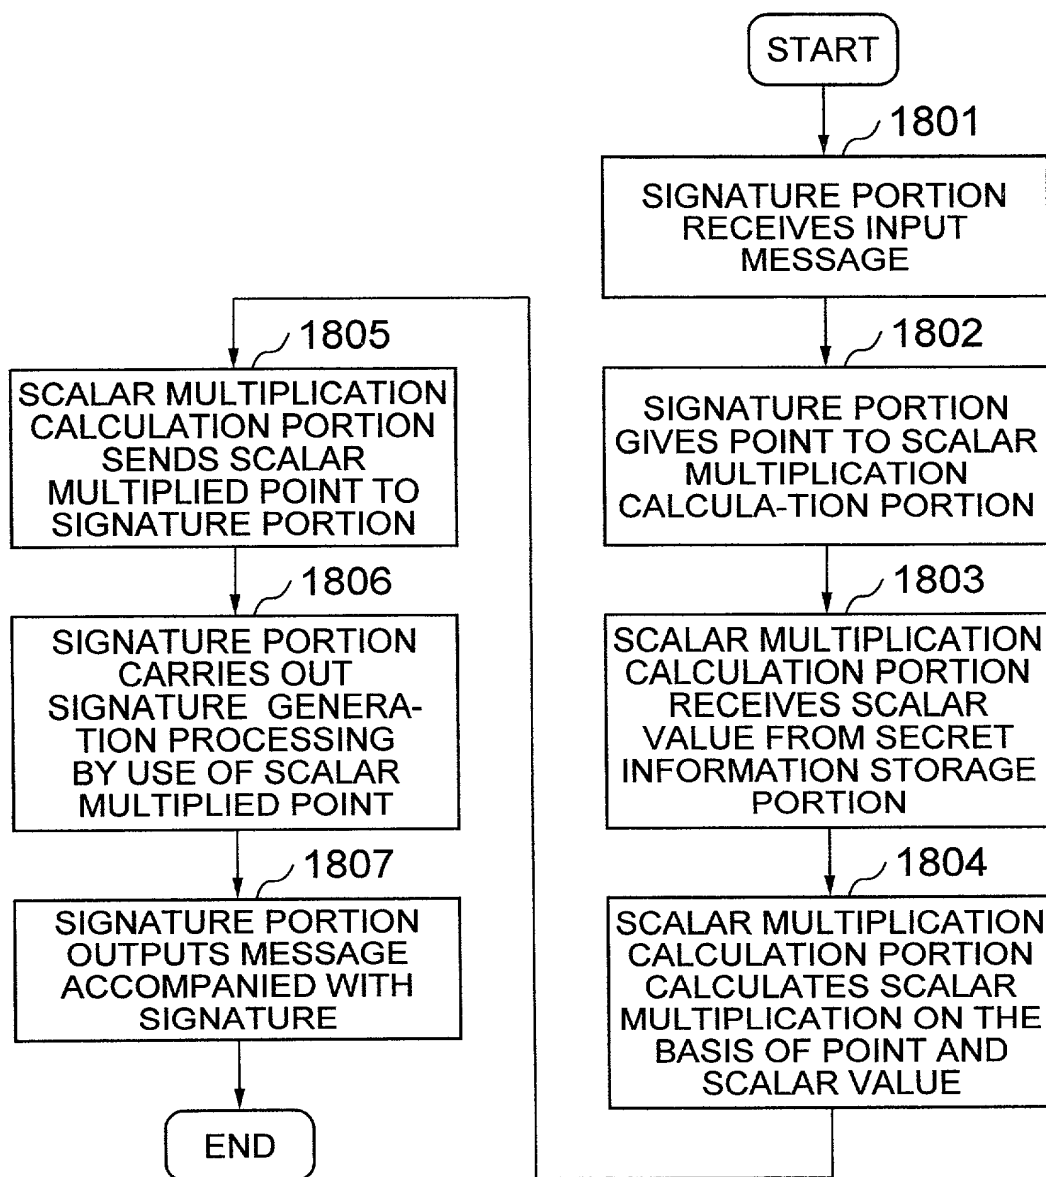 START
1801
SIGNATURE PORTION
RECEIVES INPUT
MESSAGE
1802
SIGNATURE PORTION
GIVES POINT TO SCALAR
MULTIPLICATION
CALCULA-TION PORTION
1803
SCALAR MULTIPLICATION
CALCULATION PORTION
RECEIVES SCALAR
VALUE FROM SECRET
INFORMATION STORAGE
PORTION
1804
SCALAR MULTIPLICATION
CALCULATION PORTION
CALCULATES SCALAR
MULTIPLICATION ON THE
BASIS OF POINT AND
SCALAR VALUE
1805
SCALAR MULTIPLICATION
CALCULATION PORTION
SENDS SCALAR
MULTIPLIED POINT TO
SIGNATURE PORTION
1806
SIGNATURE PORTION
CARRIES OUT
SIGNATURE GENERA-
TION PROCESSING
BY USE OF SCALAR
MULTIPLIED POINT
1807
SIGNATURE PORTION
OUTPUTS MESSAGE
ACCOMPANIED WITH
SIGNATURE
END